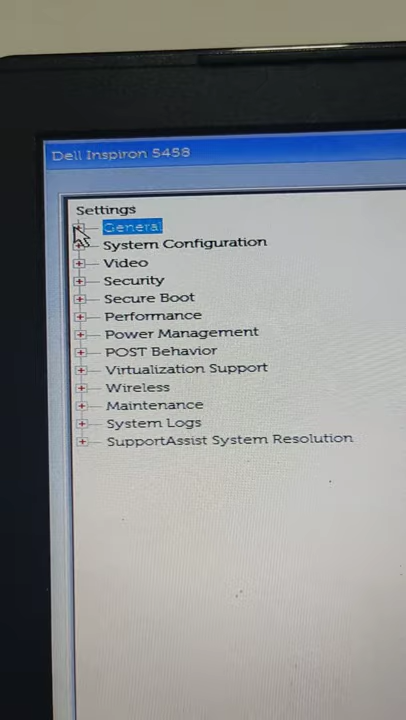 Dell Inspiron 5458
Settings
General
System Configuration
Video
Security
Secure Boot
Performance
Power Management
POST Behavior
Virtualization Support
Wireless
Maintenance
System Logs
SupportAssist System Resolution